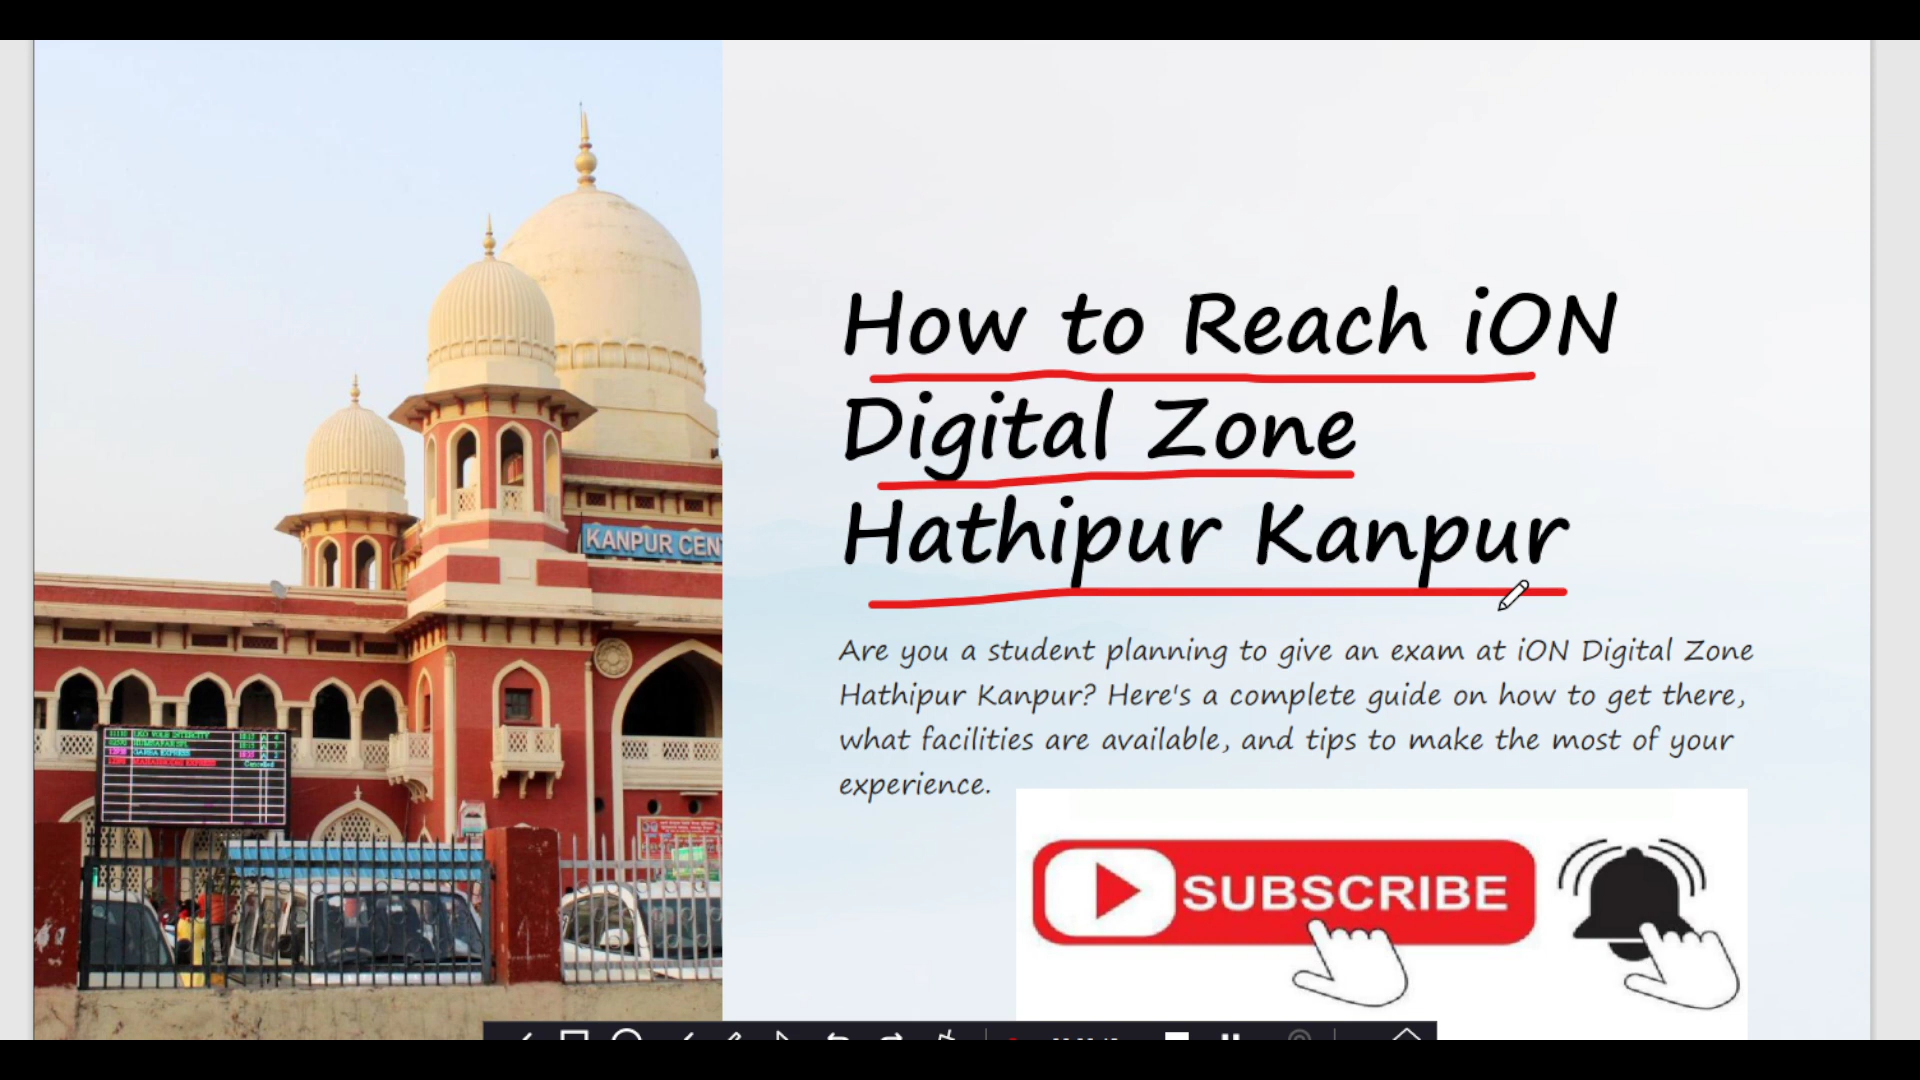 How to Reach iON
Digital Zone
Hathipur Kanpur
Are you a student planning to give an exam at iON Digital Zone
Hathipur Kanpur? Here's a complete guide on how to get there,
what facilities are available, and tips to make the most of your
experience.
SUBSCRIBE
KANPUR CEN